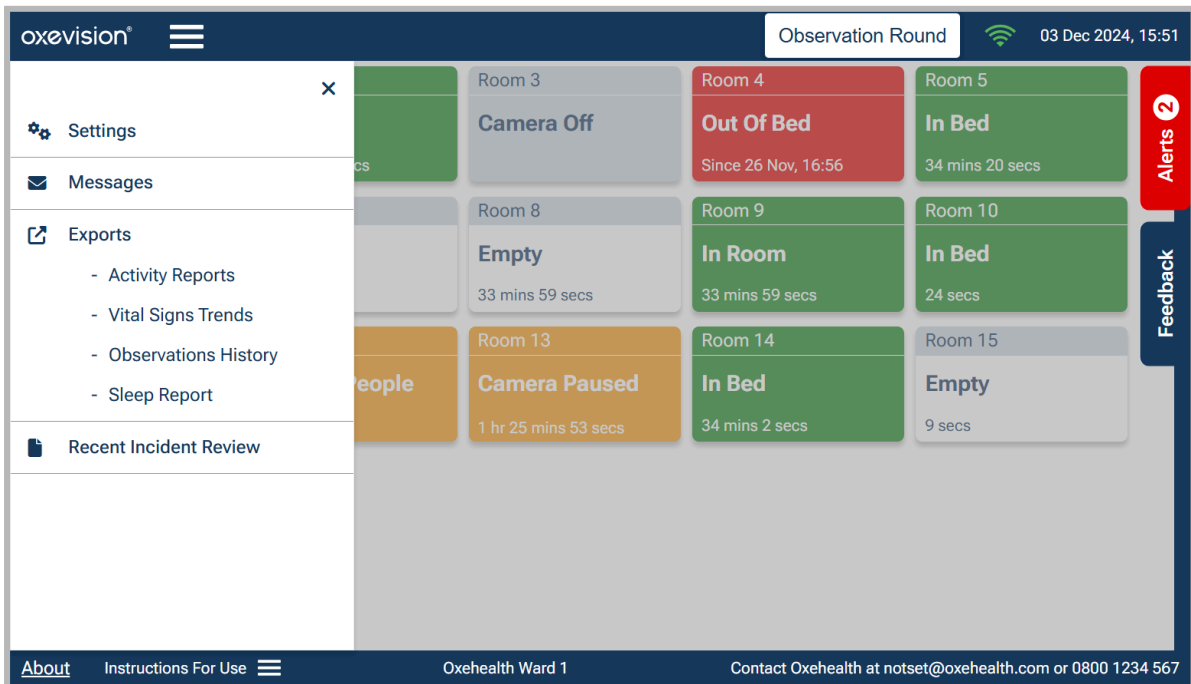 oxevision®
Observation Round
03 Dec 2024, 15:51
Settings
Messages
Exports
- Activity Reports
- Vital Signs Trends
- Observations History
- Sleep Report
Recent Incident Review
cs
Room 3
Camera Off
Room 4
Out Of Bed
Since 26 Nov, 16:56
Room 5
In Bed
34 mins 20 secs
Room 8
Empty
33 mins 59 secs
Room 9
In Room
33 mins 59 secs
Room 10
In Bed
24 secs
People
Room 13
Camera Paused
1 hr 25 mins 53 secs
Room 14
In Bed
34 mins 2 secs
Room 15
Empty
9 secs
Alerts 2
Feedback
About
Instructions For Use
Oxehealth Ward 1
Contact Oxehealth at notset@oxehealth.com or 0800 1234 567